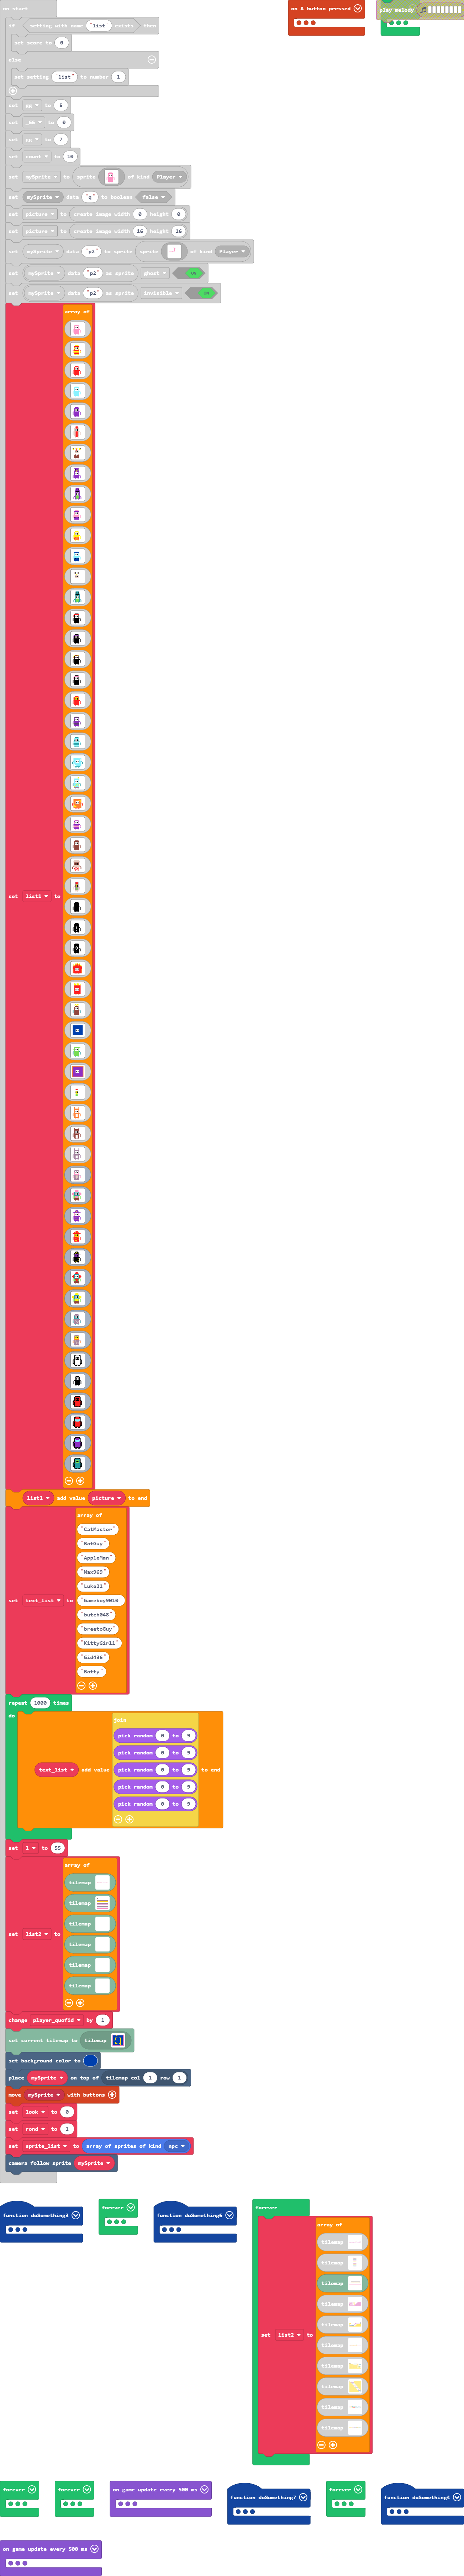 on start
if setting with name "list" exists then
set score to 0
else
set setting "list" to number 1
set gg to 5
set _GG to 0
set gg to 7
set count to 10
set mySprite to sprite of kind Player
set mySprite data "q" to boolean false
set picture to create image width 0 height 0
set picture to create image width 16 height 16
set mySprite data "p2" to sprite sprite of kind Player
set mySprite data "p2" as sprite ghost ON
set mySprite data "p2" as sprite invisible ON
array of
set list1 to
list1 add value picture to end
array of
"CatMaster"
"BatGuy"
"AppleMan"
"Max969"
"Luke21"
set text_list to "Gameboy9010"
"butch048"
"breetoGuy"
"KittyGirll"
"Gid436"
"Batty"
repeat 1000 times
do
join
pick random 0 to 9
pick random 0 to 9
text_list add value pick random 0 to 9 to end
pick random 0 to 9
pick random 0 to 9
set l to 55
array of
tilemap
tilemap
tilemap
set list2 to
tilemap
tilemap
tilemap
change player_quofid by 1
set current tilemap to tilemap
set background color to
place mySprite on top of tilemap col 1 row 1
move mySprite with buttons
set look to 0
set rond to 1
set sprite_list to array of sprites of kind npc
camera follow sprite mySprite
on A button pressed
play melody
function doSomething3
forever
function doSomething6
forever
array of
tilemap
tilemap
tilemap
tilemap
tilemap
set list2 to
tilemap
tilemap
tilemap
tilemap
tilemap
forever
forever
on game update every 500 ms
function doSomething7
forever
function doSomething4
on game update every 500 ms